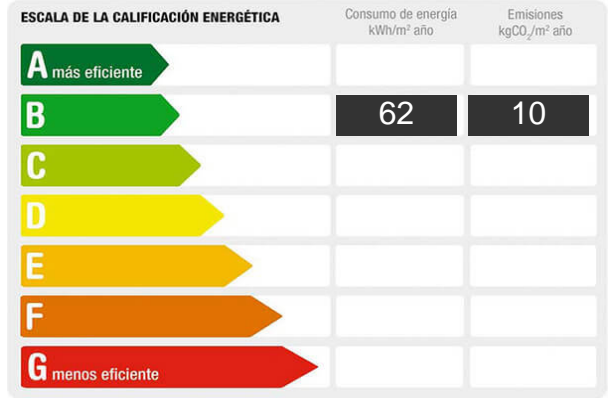 ESCALA DE LA CALIFICACIÓN ENERGÉTICA
Consumo de energía
kWh/m² año
Emisiones
kgCO₂/m² año
A más eficiente
B 62 10
C
D
E
F
G menos eficiente